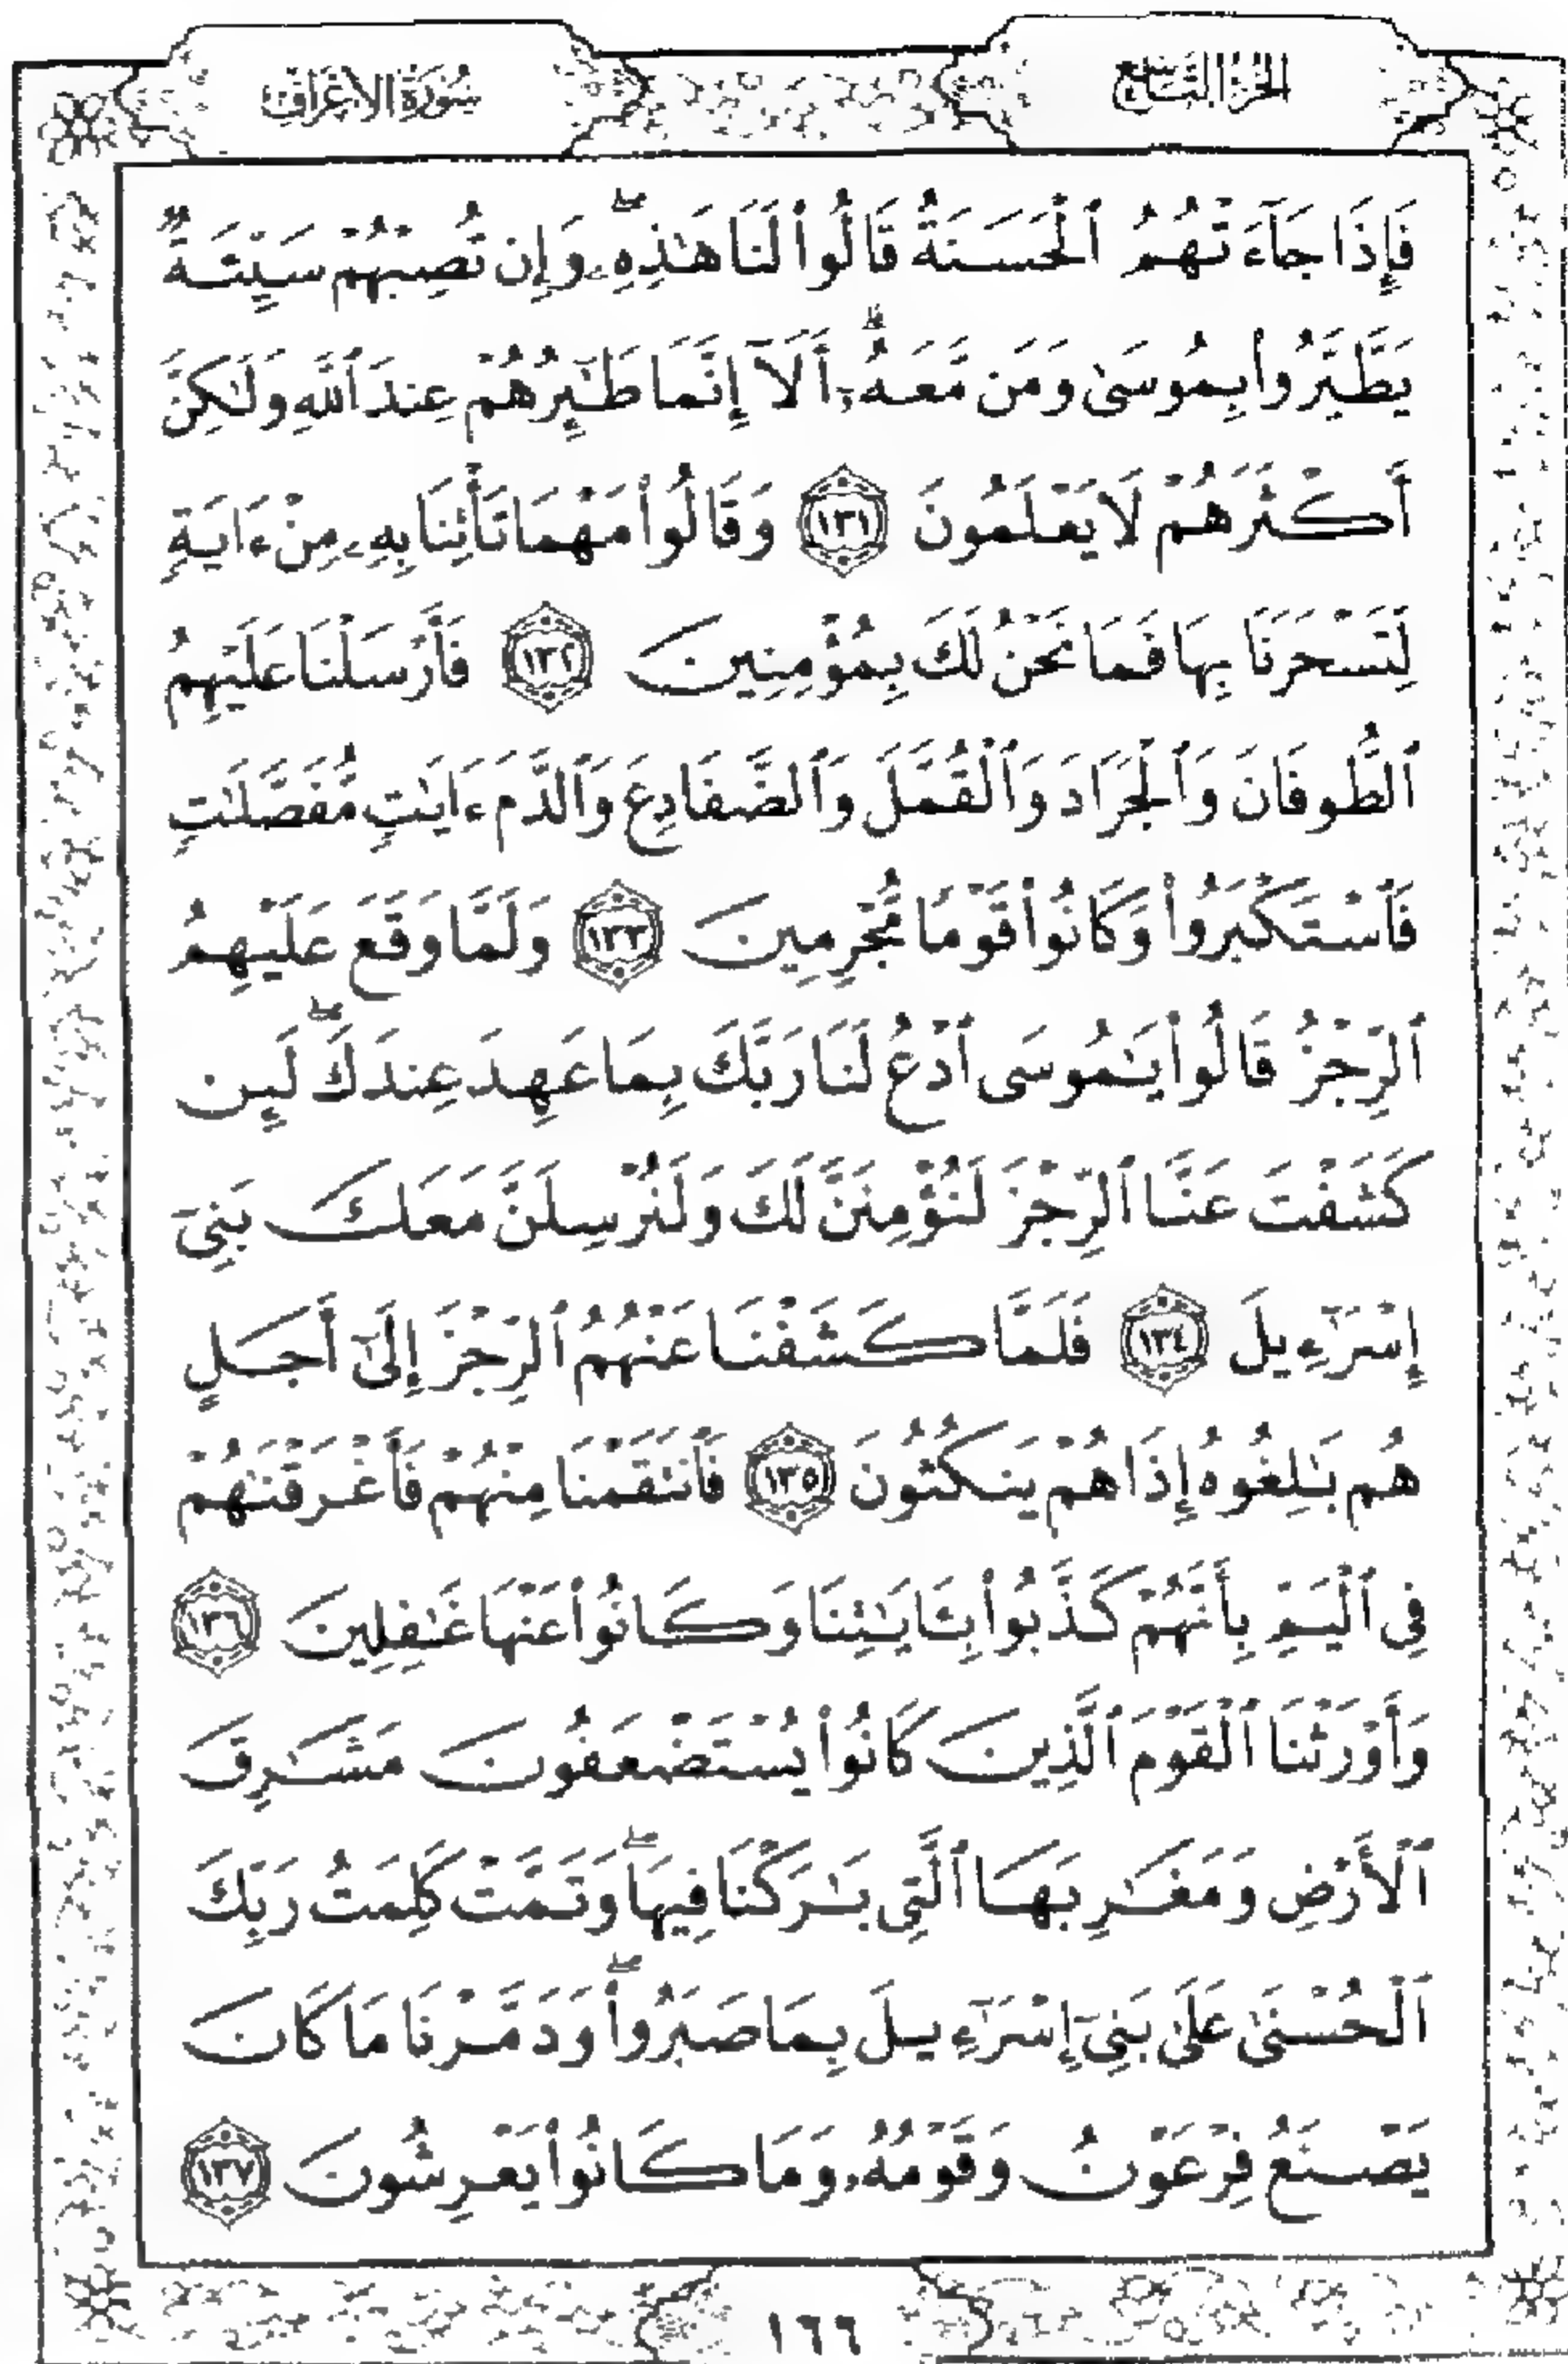 الجزء التاسع
سورة الأعراف
فَإِذَا جَآءَتْهُمُ ٱلْحَسَنَةُ قَالُوا۟ لَنَا هَـٰذِهِۦ ۖ وَإِن تُصِبْهُمْ سَيِّئَةٌ
يَطَّيَّرُوا۟ بِمُوسَىٰ وَمَن مَّعَهُۥٓ ۗ أَلَآ إِنَّمَا طَـٰٓئِرُهُمْ عِندَ ٱللَّهِ وَلَـٰكِنَّ
أَكْثَرَهُمْ لَا يَعْلَمُونَ ١٣١ وَقَالُوا۟ مَهْمَا تَأْتِنَا بِهِۦ مِنْ ءَايَةٍ
لِّتَسْحَرَنَا بِهَا فَمَا نَحْنُ لَكَ بِمُؤْمِنِينَ ١٣٢ فَأَرْسَلْنَا عَلَيْهِمُ
ٱلطُّوفَانَ وَٱلْجَرَادَ وَٱلْقُمَّلَ وَٱلضَّفَادِعَ وَٱلدَّمَ ءَايَـٰتٍ مُّفَصَّلَـٰتٍ
فَٱسْتَكْبَرُوا۟ وَكَانُوا۟ قَوْمًا مُّجْرِمِينَ ١٣٣ وَلَمَّا وَقَعَ عَلَيْهِمُ
ٱلرِّجْزُ قَالُوا۟ يَـٰمُوسَى ٱدْعُ لَنَا رَبَّكَ بِمَا عَهِدَ عِندَكَ ۖ لَئِن
كَشَفْتَ عَنَّا ٱلرِّجْزَ لَنُؤْمِنَنَّ لَكَ وَلَنُرْسِلَنَّ مَعَكَ بَنِىٓ
إِسْرَٰٓءِيلَ ١٣٤ فَلَمَّا كَشَفْنَا عَنْهُمُ ٱلرِّجْزَ إِلَىٰٓ أَجَلٍ
هُم بَـٰلِغُوهُ إِذَا هُمْ يَنكُثُونَ ١٣٥ فَٱنتَقَمْنَا مِنْهُمْ فَأَغْرَقْنَـٰهُمْ
فِى ٱلْيَمِّ بِأَنَّهُمْ كَذَّبُوا۟ بِـَٔايَـٰتِنَا وَكَانُوا۟ عَنْهَا غَـٰفِلِينَ ١٣٦
وَأَوْرَثْنَا ٱلْقَوْمَ ٱلَّذِينَ كَانُوا۟ يُسْتَضْعَفُونَ مَشَـٰرِقَ
ٱلْأَرْضِ وَمَغَـٰرِبَهَا ٱلَّتِى بَـٰرَكْنَا فِيهَا ۖ وَتَمَّتْ كَلِمَتُ رَبِّكَ
ٱلْحُسْنَىٰ عَلَىٰ بَنِىٓ إِسْرَٰٓءِيلَ بِمَا صَبَرُوا۟ ۖ وَدَمَّرْنَا مَا كَانَ
يَصْنَعُ فِرْعَوْنُ وَقَوْمُهُۥ وَمَا كَانُوا۟ يَعْرِشُونَ ١٣٧
١٦٦